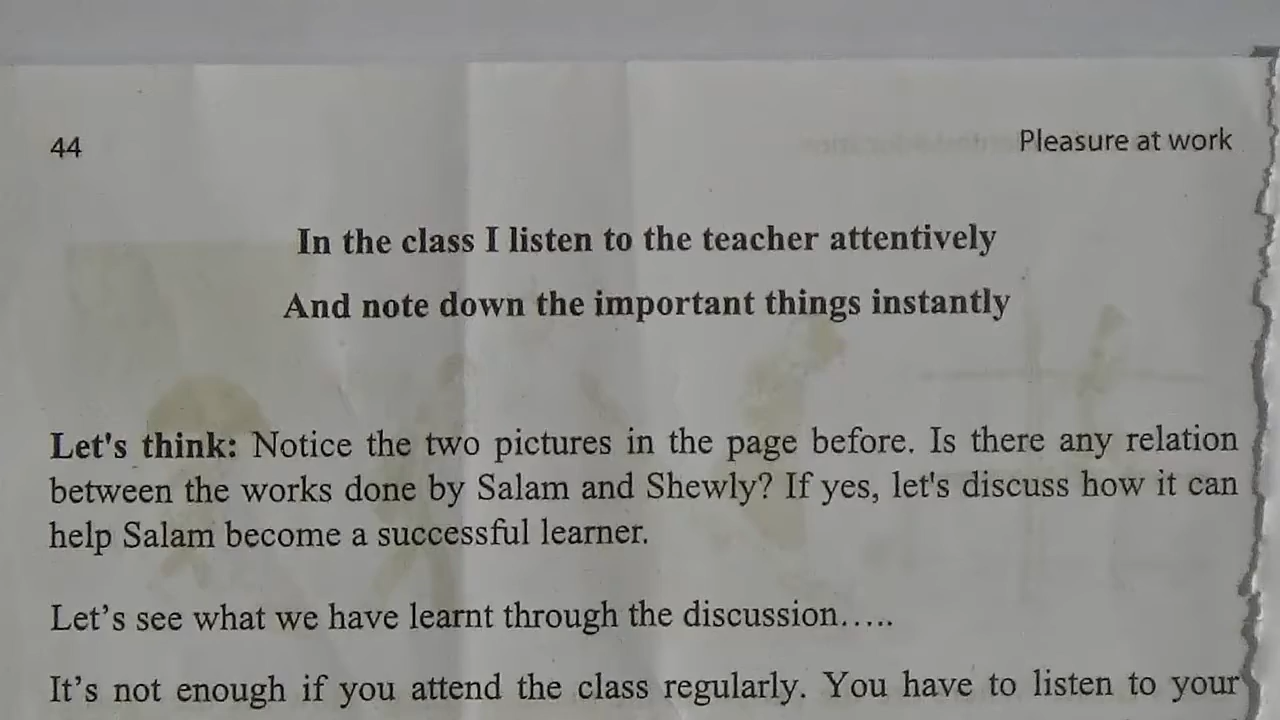 44 Pleasure at work
In the class I listen to the teacher attentively
And note down the important things instantly
Let's think: Notice the two pictures in the page before. Is there any relation
between the works done by Salam and Shewly? If yes, let's discuss how it can
help Salam become a successful learner.
Let’s see what we have learnt through the discussion.....
It’s not enough if you attend the class regularly. You have to listen to your